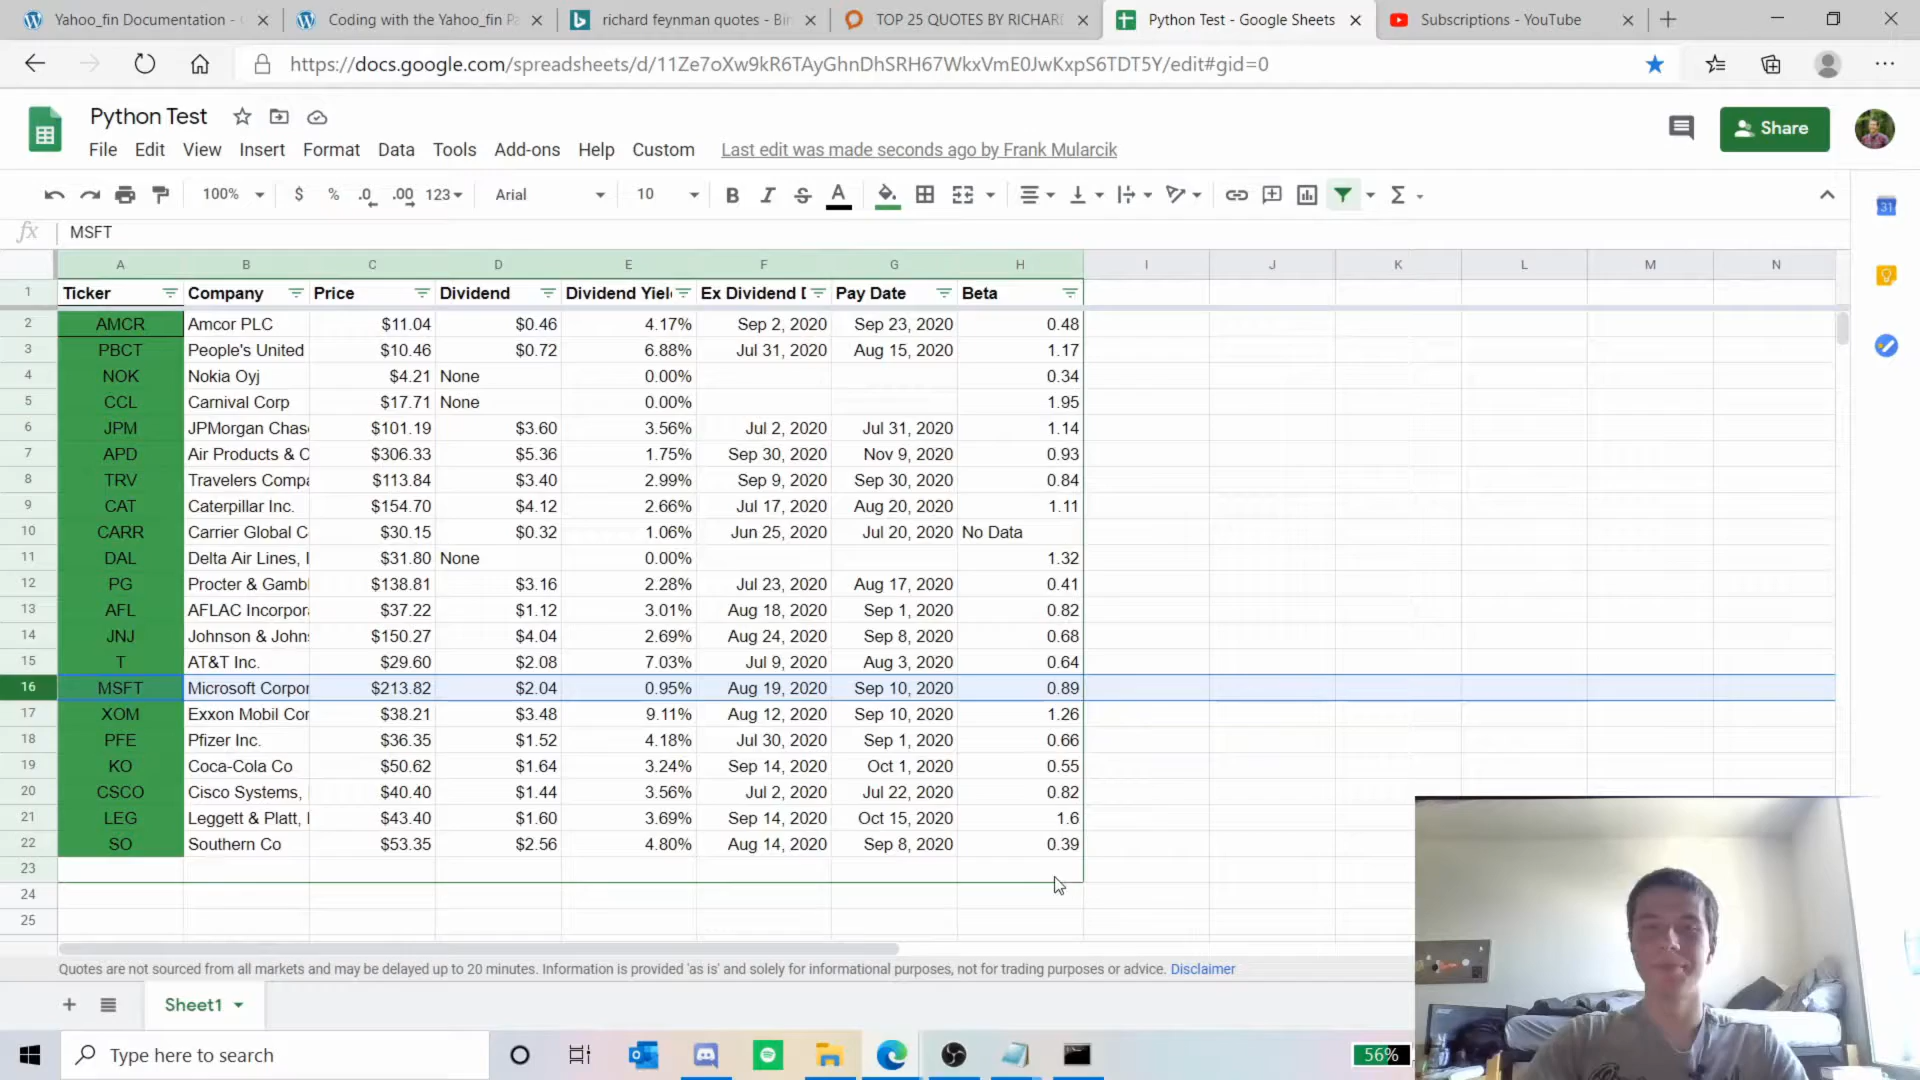 Yahoo_fin Documentation -
Coding with the Yahoo_fin Pa
richard feynman quotes - Bin
TOP 25 QUOTES BY RICHAR
Python Test - Google Sheets
Subscriptions - YouTube
https://docs.google.com/spreadsheets/d/11Ze7oXw9kR6TAyGhnDhSRH67WkxVmE0JwKxpS6TDT5Y/edit#gid=0
Python Test
Share
File Edit View Insert Format Data Tools Add-ons Help Custom Last edit was made seconds ago by Frank Mularcik
100% $ % .0 .00 123 Arial 10 B I S A Σ
31
fx MSFT
A B C D E F G H I J K L M N
1 Ticker Company Price Dividend Dividend Yiel Ex Dividend D Pay Date Beta
2 AMCR Amcor PLC $11.04 $0.46 4.17% Sep 2, 2020 Sep 23, 2020 0.48
3 PBCT People's United $10.46 $0.72 6.88% Jul 31, 2020 Aug 15, 2020 1.17
4 NOK Nokia Oyj $4.21 None 0.00% 0.34
5 CCL Carnival Corp $17.71 None 0.00% 1.95
6 JPM JPMorgan Chas $101.19 $3.60 3.56% Jul 2, 2020 Jul 31, 2020 1.14
7 APD Air Products & C $306.33 $5.36 1.75% Sep 30, 2020 Nov 9, 2020 0.93
8 TRV Travelers Compa $113.84 $3.40 2.99% Sep 9, 2020 Sep 30, 2020 0.84
9 CAT Caterpillar Inc. $154.70 $4.12 2.66% Jul 17, 2020 Aug 20, 2020 1.11
10 CARR Carrier Global C $30.15 $0.32 1.06% Jun 25, 2020 Jul 20, 2020 No Data
11 DAL Delta Air Lines, I $31.80 None 0.00% 1.32
12 PG Procter & Gambl $138.81 $3.16 2.28% Jul 23, 2020 Aug 17, 2020 0.41
13 AFL AFLAC Incorpora $37.22 $1.12 3.01% Aug 18, 2020 Sep 1, 2020 0.82
14 JNJ Johnson & Johns $150.27 $4.04 2.69% Aug 24, 2020 Sep 8, 2020 0.68
15 T AT&T Inc. $29.60 $2.08 7.03% Jul 9, 2020 Aug 3, 2020 0.64
16 MSFT Microsoft Corpor $213.82 $2.04 0.95% Aug 19, 2020 Sep 10, 2020 0.89
17 XOM Exxon Mobil Cor $38.21 $3.48 9.11% Aug 12, 2020 Sep 10, 2020 1.26
18 PFE Pfizer Inc. $36.35 $1.52 4.18% Jul 30, 2020 Sep 1, 2020 0.66
19 KO Coca-Cola Co $50.62 $1.64 3.24% Sep 14, 2020 Oct 1, 2020 0.55
20 CSCO Cisco Systems, $40.40 $1.44 3.56% Jul 2, 2020 Jul 22, 2020 0.82
21 LEG Leggett & Platt, I $43.40 $1.60 3.69% Sep 14, 2020 Oct 15, 2020 1.6
22 SO Southern Co $53.35 $2.56 4.80% Aug 14, 2020 Sep 8, 2020 0.39
23
24
25
Quotes are not sourced from all markets and may be delayed up to 20 minutes. Information is provided 'as is' and solely for informational purposes, not for trading purposes or advice. Disclaimer
Sheet1
Type here to search
56%